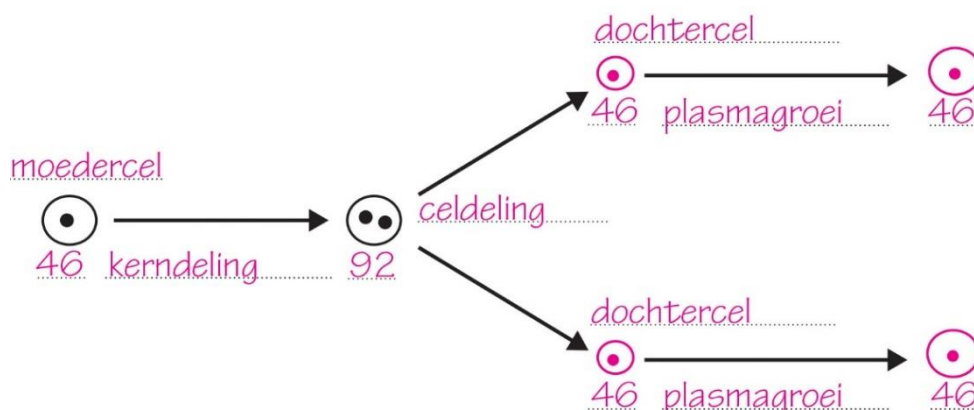 dochtercel
46 plasmagroei 46
moedercel
celdeling
46 kerndeling 92
dochtercel
46 plasmagroei 46